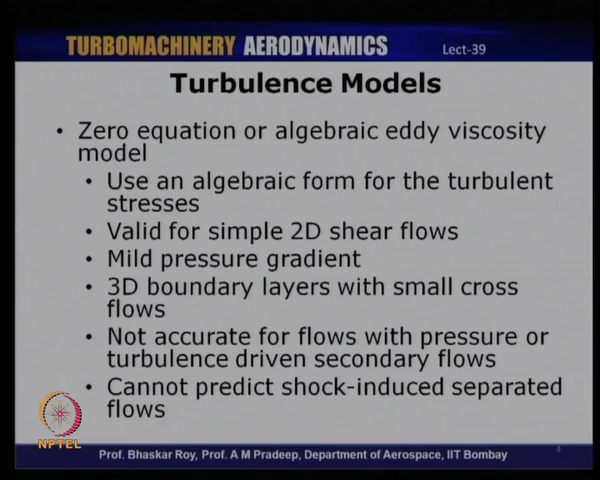 TURBOMACHINERY AERODYNAMICS Lect-39
Turbulence Models
• Zero equation or algebraic eddy viscosity
model
• Use an algebraic form for the turbulent
stresses
• Valid for simple 2D shear flows
• Mild pressure gradient
• 3D boundary layers with small cross
flows
• Not accurate for flows with pressure or
turbulence driven secondary flows
• Cannot predict shock-induced separated
flows
NPTEL
Prof. Bhaskar Roy, Prof. A M Pradeep, Department of Aerospace, IIT Bombay
4